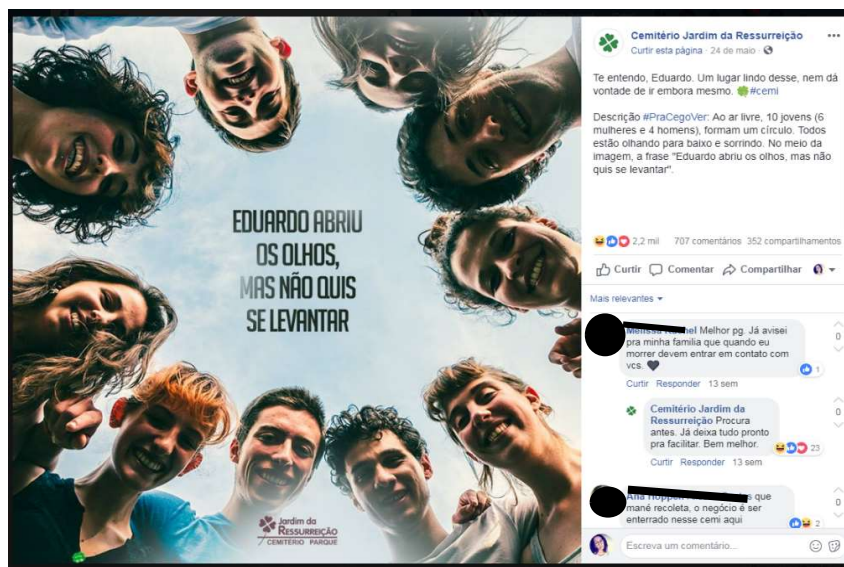 EDUARDO ABRIU
OS OLHOS,
MAS NÃO QUIS
SE LEVANTAR
Jardim da
RESSURREIÇÃO
CEMITÉRIO PARQUE
Cemitério Jardim da Ressurreição
Curtir esta página · 24 de maio ·
Te entendo, Eduardo. Um lugar lindo desse, nem dá
vontade de ir embora mesmo. #cemi
Descrição #PraCegoVer: Ao ar livre, 10 jovens (6
mulheres e 4 homens), formam um círculo. Todos
estão olhando para baixo e sorrindo. No meio da
imagem, a frase "Eduardo abriu os olhos, mas não
quis se levantar".
2,2 mil 707 comentários 352 compartilhamentos
Curtir Comentar Compartilhar
Mais relevantes
Melhor pg. Já avisei
pra minha familia que quando eu
morrer devem entrar em contato com
vcs.
1
0
Curtir Responder 13 sem
Cemitério Jardim da
Ressurreição Procura
antes. Já deixa tudo pronto
pra facilitar. Bem melhor.
23
0
Curtir Responder 13 sem
que
mané recoleta, o negócio é ser
enterrado nesse cemi aqui
2
0
Escreva um comentário...